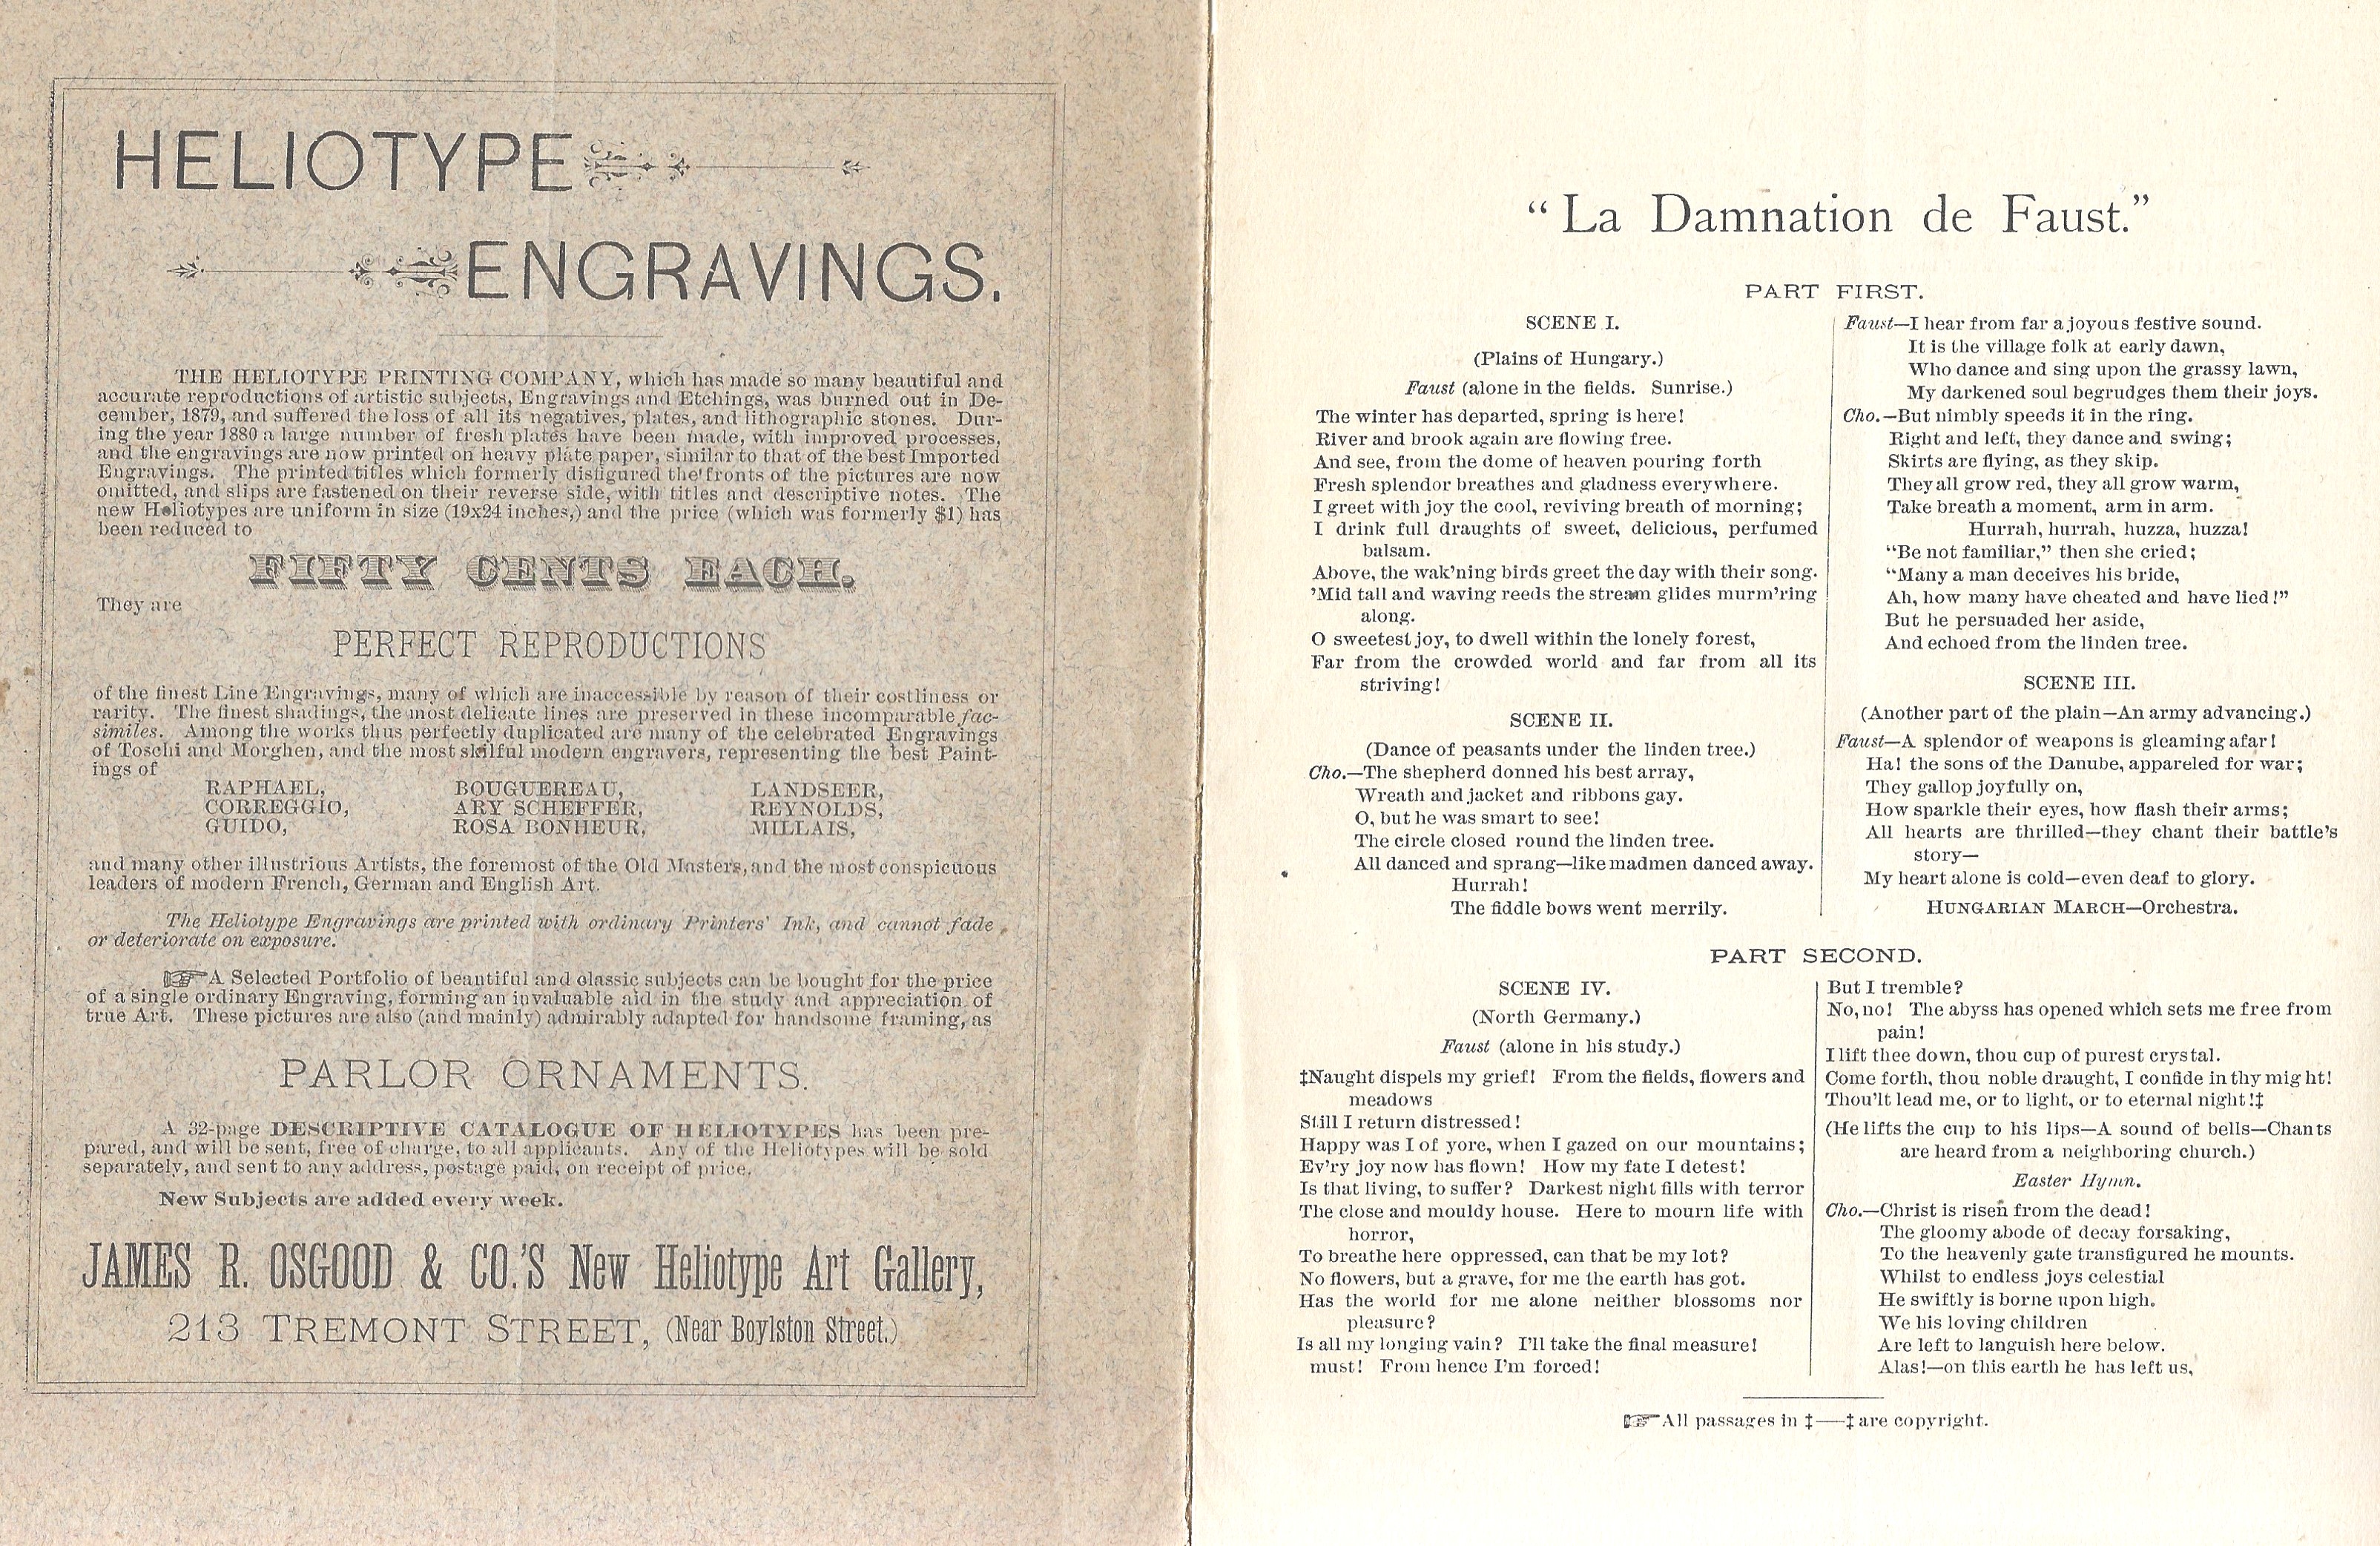 HELIOTYPE
ENGRAVINGS.
THE HELIOTYPE PRINTING COMPANY, which has made so many beautiful and
accurate reproductions of artistic subjects, Engravings and Etchings, was burned out in De-
cember, 1879, and suffered the loss of all its negatives, plates, and lithographic stones. Dur-
ing the year 1880 a large number of fresh plates have been made, with improved processes,
and the engravings are now printed on heavy plate paper, similar to that of the best Imported
Engravings. The printed titles which formerly disfigured the fronts of the pictures are now
omitted, and slips are fastened on their reverse side, with titles and descriptive notes. The
new Heliotypes are uniform in size (19x24 inches,) and the price (which was formerly $1) has
been reduced to
FIFTY CENTS EACH.
They are
PERFECT REPRODUCTIONS
of the finest Line Engravings, many of which are inaccessible by reason of their costliness or
rarity. The finest shadings, the most delicate lines are preserved in these incomparable fac-
similes. Among the works thus perfectly duplicated are many of the celebrated Engravings
of Toschi and Morghen, and the most skilful modern engravers, representing the best Paint-
ings of
RAPHAEL, BOUGUEREAU, LANDSEER,
CORREGGIO, ARY SCHEFFER, REYNOLDS,
GUIDO, ROSA BONHEUR, MILLAIS,
and many other illustrious Artists, the foremost of the Old Masters, and the most conspicuous
leaders of modern French, German and English Art.
The Heliotype Engravings are printed with ordinary Printers' Ink, and cannot fade
or deteriorate on exposure.
☞A Selected Portfolio of beautiful and classic subjects can be bought for the price
of a single ordinary Engraving, forming an invaluable aid in the study and appreciation of
true Art. These pictures are also (and mainly) admirably adapted for handsome framing, as
PARLOR ORNAMENTS.
A 32-page DESCRIPTIVE CATALOGUE OF HELIOTYPES has been pre-
pared, and will be sent, free of charge, to all applicants. Any of the Heliotypes will be sold
separately, and sent to any address, postage paid, on receipt of price.
New Subjects are added every week.
JAMES R. OSGOOD & CO.'S New Heliotype Art Gallery,
213 TREMONT STREET, (Near Boylston Street.)
"La Damnation de Faust."
PART FIRST.
SCENE I.
(Plains of Hungary.)
Faust (alone in the fields. Sunrise.)
The winter has departed, spring is here!
River and brook again are flowing free.
And see, from the dome of heaven pouring forth
Fresh splendor breathes and gladness everywhere.
I greet with joy the cool, reviving breath of morning;
I drink full draughts of sweet, delicious, perfumed
balsam.
Above, the wak'ning birds greet the day with their song.
'Mid tall and waving reeds the stream glides murm'ring
along.
O sweetest joy, to dwell within the lonely forest,
Far from the crowded world and far from all its
striving!
SCENE II.
(Dance of peasants under the linden tree.)
Cho.—The shepherd donned his best array,
Wreath and jacket and ribbons gay.
O, but he was smart to see!
The circle closed round the linden tree.
All danced and sprang—like madmen danced away.
Hurrah!
The fiddle bows went merrily.
Faust—I hear from far a joyous festive sound.
It is the village folk at early dawn,
Who dance and sing upon the grassy lawn,
My darkened soul begrudges them their joys.
Cho.—But nimbly speeds it in the ring.
Right and left, they dance and swing;
Skirts are flying, as they skip.
They all grow red, they all grow warm,
Take breath a moment, arm in arm.
Hurrah, hurrah, huzza, huzza!
"Be not familiar," then she cried;
"Many a man deceives his bride,
Ah, how many have cheated and have lied!"
But he persuaded her aside,
And echoed from the linden tree.
SCENE III.
(Another part of the plain—An army advancing.)
Faust—A splendor of weapons is gleaming afar!
Ha! the sons of the Danube, appareled for war;
They gallop joyfully on,
How sparkle their eyes, how flash their arms;
All hearts are thrilled—they chant their battle's
story—
My heart alone is cold—even deaf to glory.
HUNGARIAN MARCH—Orchestra.
PART SECOND.
SCENE IV.
(North Germany.)
Faust (alone in his study.)
‡Naught dispels my grief! From the fields, flowers and
meadows
Still I return distressed!
Happy was I of yore, when I gazed on our mountains;
Ev'ry joy now has flown! How my fate I detest!
Is that living, to suffer? Darkest night fills with terror
The close and mouldy house. Here to mourn life with
horror,
To breathe here oppressed, can that be my lot?
No flowers, but a grave, for me the earth has got.
Has the world for me alone neither blossoms nor
pleasure?
Is all my longing vain? I'll take the final measure!
must! From hence I'm forced!
But I tremble?
No, no! The abyss has opened which sets me free from
pain!
I lift thee down, thou cup of purest crystal.
Come forth, thou noble draught, I confide in thy might!
Thou'lt lead me, or to light, or to eternal night!‡
(He lifts the cup to his lips—A sound of bells—Chants
are heard from a neighboring church.)
Easter Hymn.
Cho.—Christ is risen from the dead!
The gloomy abode of decay forsaking,
To the heavenly gate transfigured he mounts.
Whilst to endless joys celestial
He swiftly is borne upon high.
We his loving children
Are left to languish here below.
Alas!—on this earth he has left us,
☞All passages in ‡——‡ are copyright.